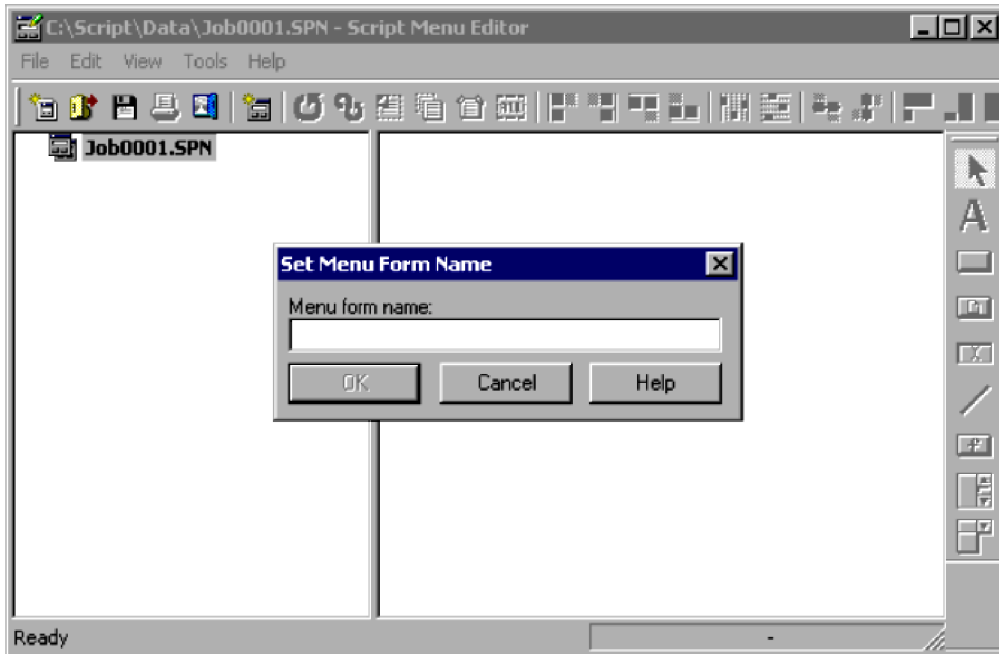 C:\Script\Data\Job0001.SPN - Script Menu Editor
File Edit View Tools Help
Job0001.SPN
Set Menu Form Name
Menu form name:
OK Cancel Help
A
Ready -